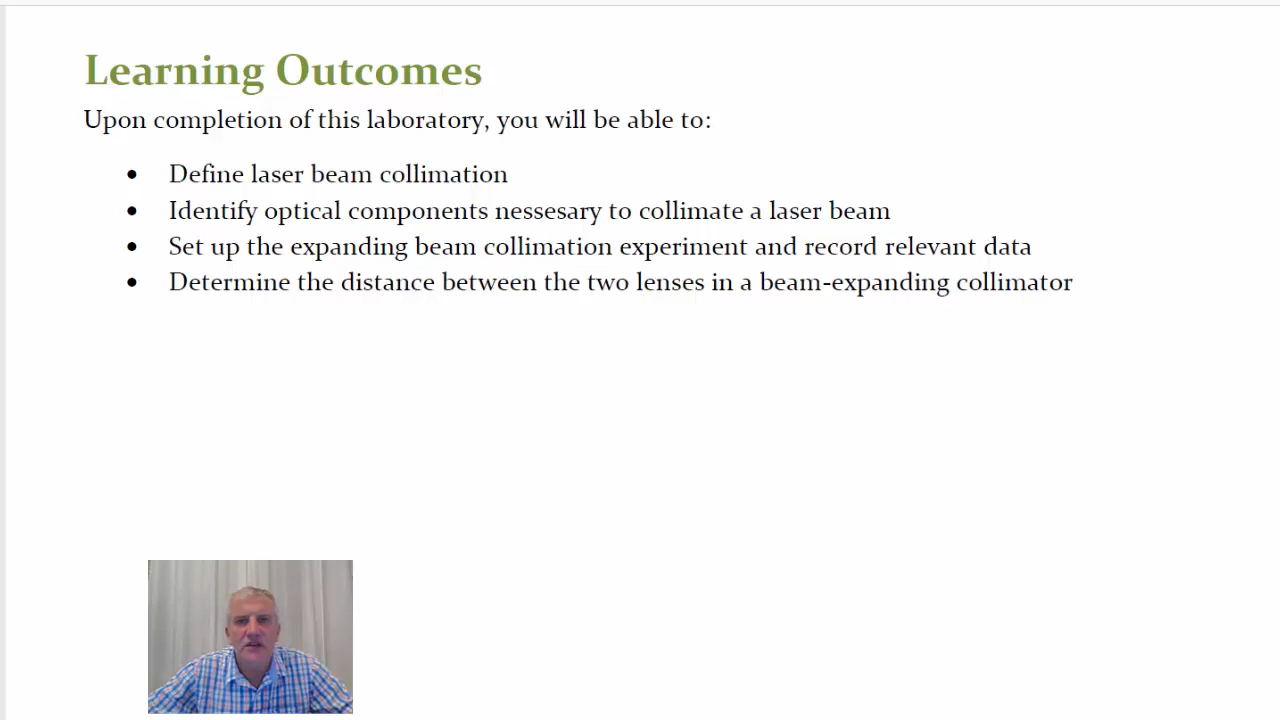 Learning Outcomes
Upon completion of this laboratory, you will be able to:
• Define laser beam collimation
• Identify optical components nessesary to collimate a laser beam
• Set up the expanding beam collimation experiment and record relevant data
• Determine the distance between the two lenses in a beam-expanding collimator